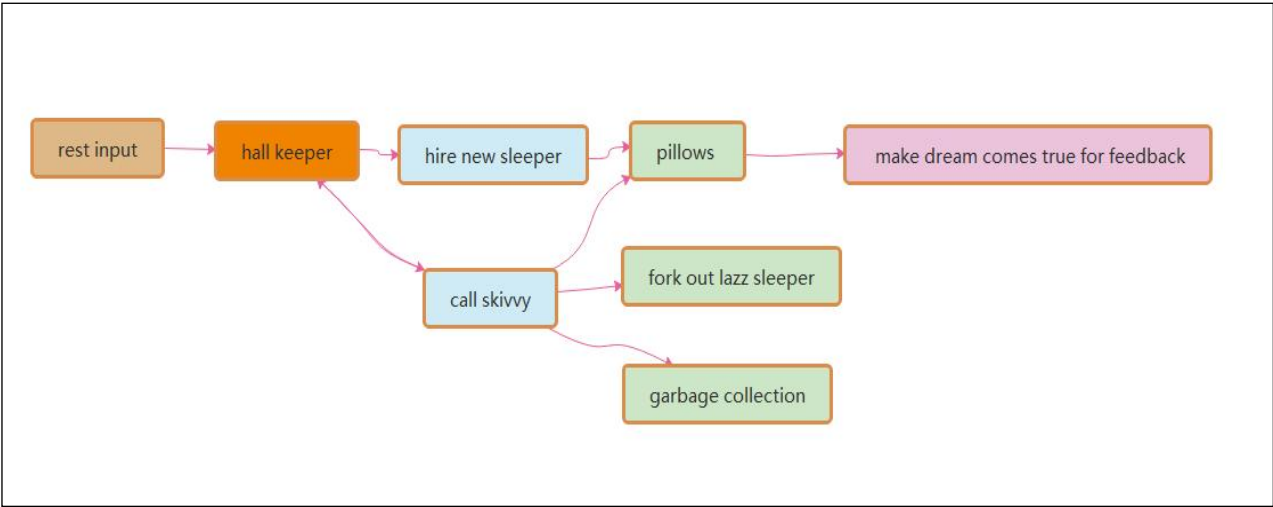 rest input
hall keeper
hire new sleeper
pillows
make dream comes true for feedback
call skivvy
fork out lazz sleeper
garbage collection